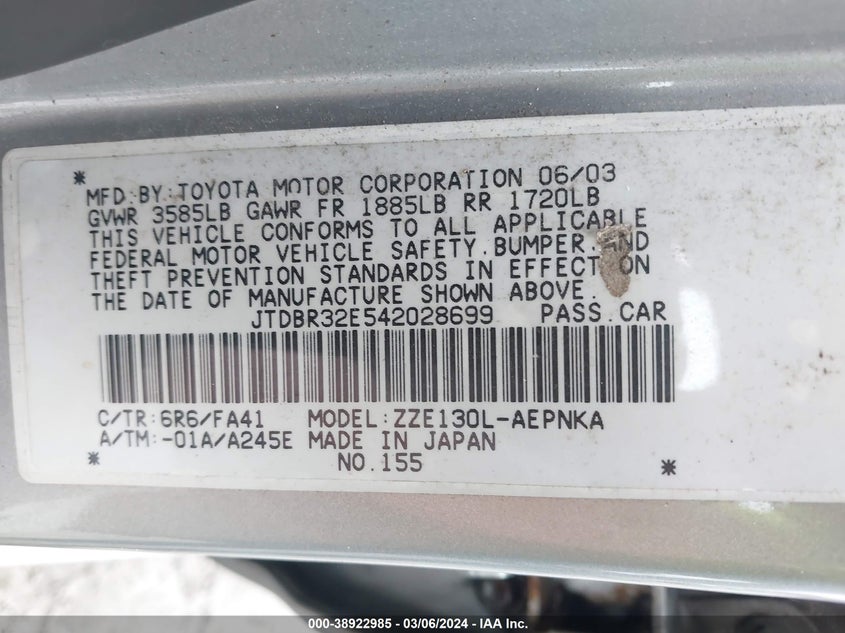 MFD.BY:TOYOTA MOTOR CORPORATION 06/03
GVWR 3585LB GAWR FR 1885LB RR 1720LB
THIS VEHICLE CONFORMS TO ALL APPLICABLE
FEDERAL MOTOR VEHICLE SAFETY.BUMPER.AND
THEFT PREVENTION STANDARDS IN EFFECT ON
THE DATE OF MANUFACTURE SHOWN ABOVE.
JTDBR32E542028699 PASS.CAR
C/TR:6R6/FA41 MODEL:ZZE130L-AEPNKA
A/TM:-01A/A245E MADE IN JAPAN
NO.155
000-38922985 - 03/06/2024 - IAA Inc.